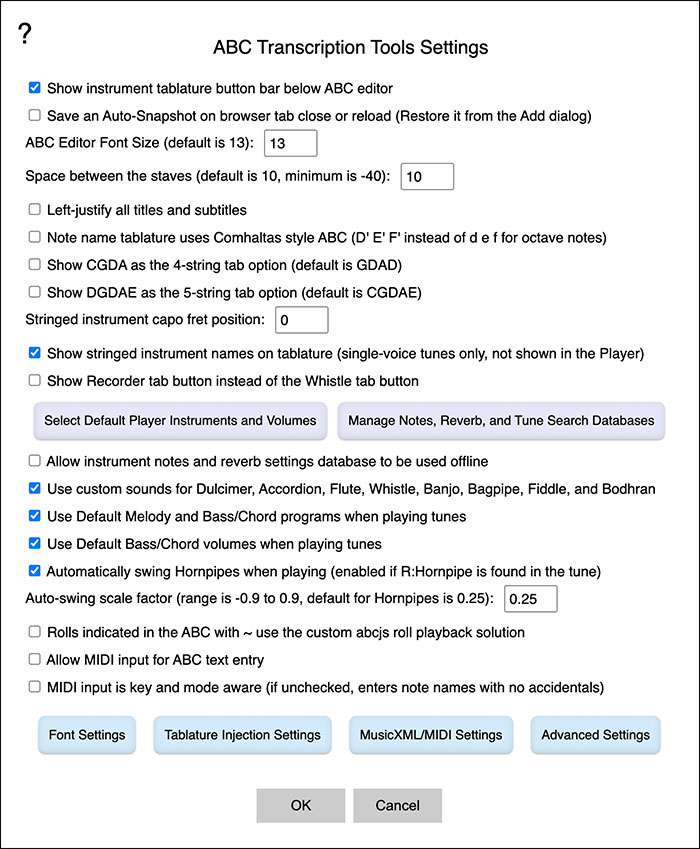 ?
ABC Transcription Tools Settings
Show instrument tablature button bar below ABC editor
Save an Auto-Snapshot on browser tab close or reload (Restore it from the Add dialog)
ABC Editor Font Size (default is 13): 13
Space between the staves (default is 10, minimum is -40): 10
Left-justify all titles and subtitles
Note name tablature uses Comhaltas style ABC (D' E' F' instead of d e f for octave notes)
Show CGDA as the 4-string tab option (default is GDAD)
Show DGDAE as the 5-string tab option (default is CGDAE)
Stringed instrument capo fret position: 0
Show stringed instrument names on tablature (single-voice tunes only, not shown in the Player)
Show Recorder tab button instead of the Whistle tab button
Select Default Player Instruments and Volumes Manage Notes, Reverb, and Tune Search Databases
Allow instrument notes and reverb settings database to be used offline
Use custom sounds for Dulcimer, Accordion, Flute, Whistle, Banjo, Bagpipe, Fiddle, and Bodhran
Use Default Melody and Bass/Chord programs when playing tunes
Use Default Bass/Chord volumes when playing tunes
Automatically swing Hornpipes when playing (enabled if R:Hornpipe is found in the tune)
Auto-swing scale factor (range is -0.9 to 0.9, default for Hornpipes is 0.25): 0.25
Rolls indicated in the ABC with ~ use the custom abcjs roll playback solution
Allow MIDI input for ABC text entry
MIDI input is key and mode aware (if unchecked, enters note names with no accidentals)
Font Settings Tablature Injection Settings MusicXML/MIDI Settings Advanced Settings
OK Cancel